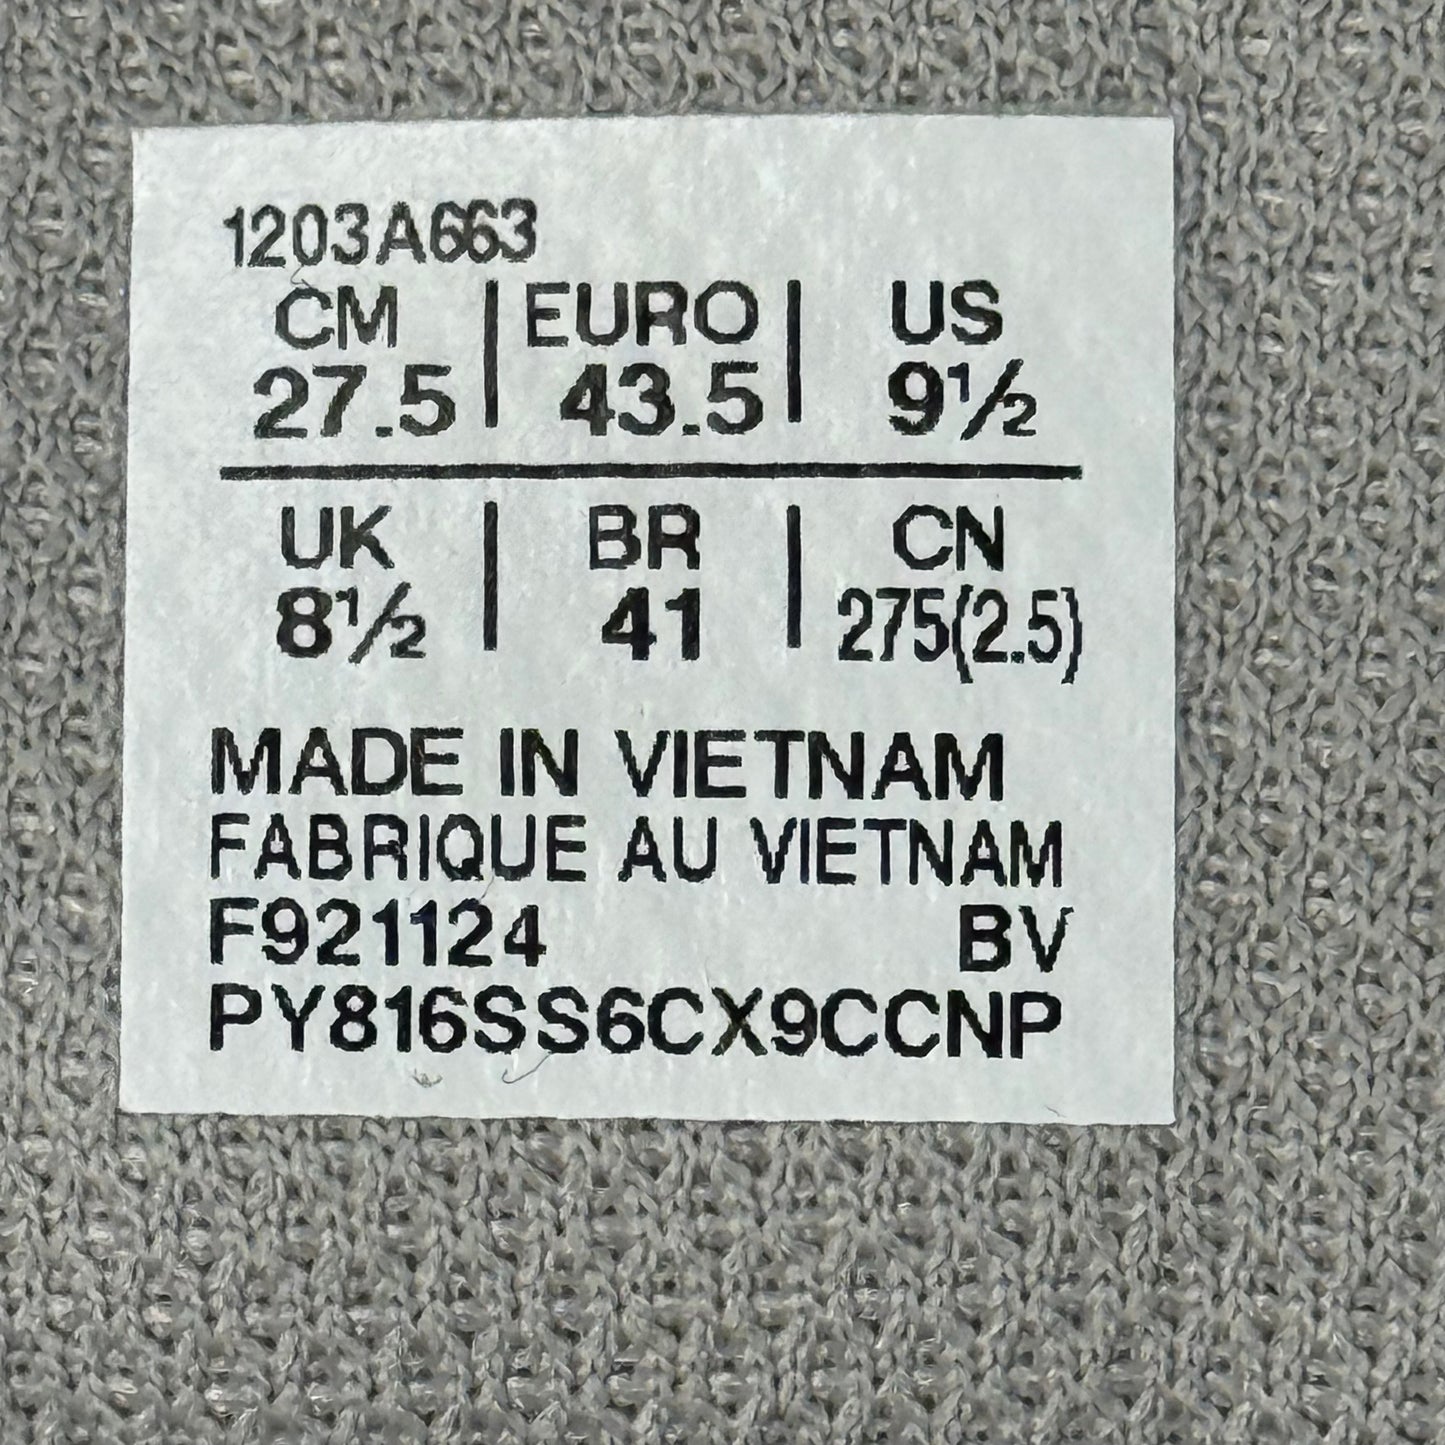 1203A663
CM | EURO | US
27.5 | 43.5 | 9½
UK | BR | CN
8½ | 41 | 275(2.5)
MADE IN VIETNAM
FABRIQUE AU VIETNAM
F921124 BV
PY816SS6CX9CCNP